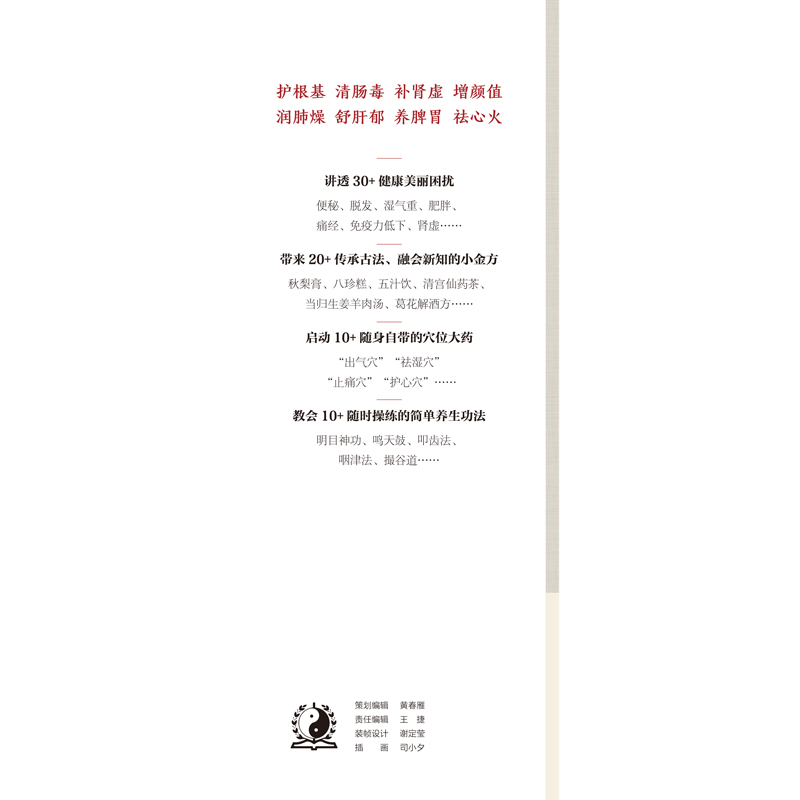 护根基 清肠毒 补肾虚 增颜值
润肺燥 舒肝郁 养脾胃 祛心火
讲透 30+ 健康美丽困扰
便秘、脱发、湿气重、肥胖、
痛经、免疫力低下、肾虚……
带来 20+ 传承古法、融会新知的小金方
秋梨膏、八珍糕、五汁饮、清宫仙药茶、
当归生姜羊肉汤、葛花解酒方……
启动 10+ 随身自带的穴位大药
“出气穴” “祛湿穴”
“止痛穴” “护心穴”……
教会 10+ 随时操练的简单养生功法
明目神功、鸣天鼓、叩齿法、
咽津法、撮谷道……
策划编辑 黄春雁
责任编辑 王 捷
装帧设计 谢定莹
插 画 司小夕